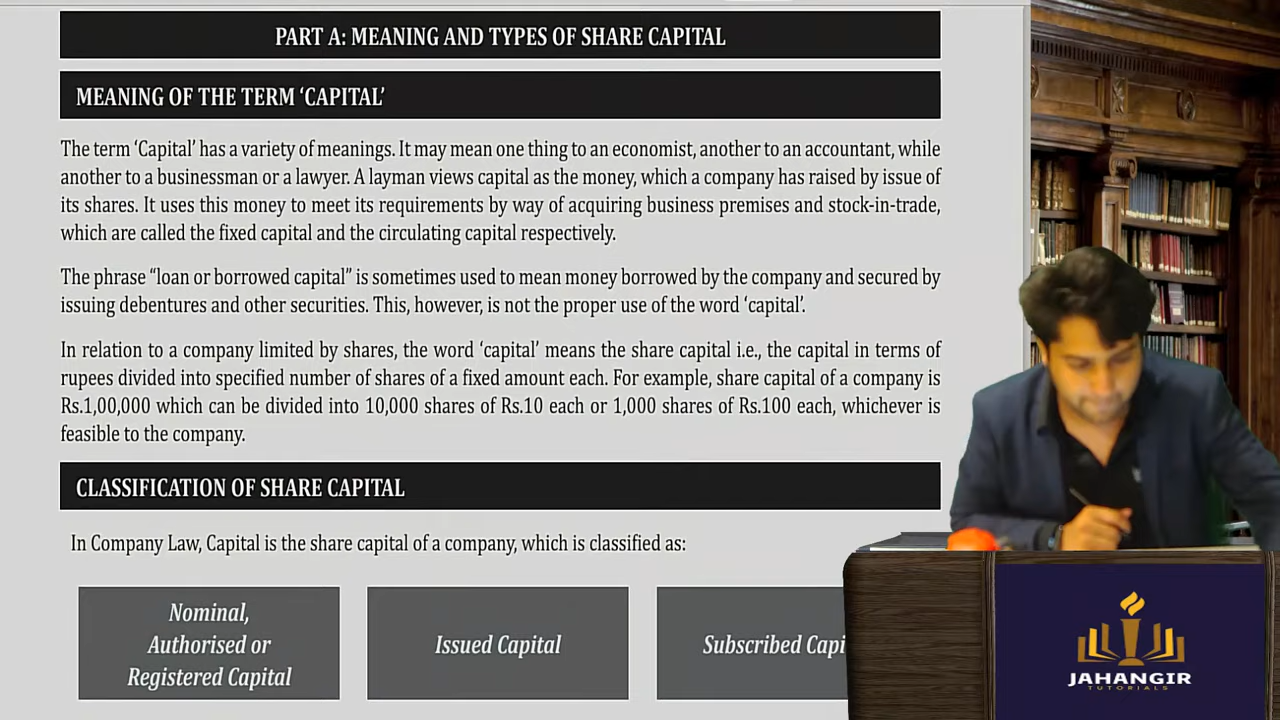 PART A: MEANING AND TYPES OF SHARE CAPITAL
MEANING OF THE TERM ‘CAPITAL’
The term ‘Capital’ has a variety of meanings. It may mean one thing to an economist, another to an accountant, while
another to a businessman or a lawyer. A layman views capital as the money, which a company has raised by issue of
its shares. It uses this money to meet its requirements by way of acquiring business premises and stock-in-trade,
which are called the fixed capital and the circulating capital respectively.
The phrase “loan or borrowed capital” is sometimes used to mean money borrowed by the company and secured by
issuing debentures and other securities. This, however, is not the proper use of the word ‘capital’.
In relation to a company limited by shares, the word ‘capital’ means the share capital i.e., the capital in terms of
rupees divided into specified number of shares of a fixed amount each. For example, share capital of a company is
Rs.1,00,000 which can be divided into 10,000 shares of Rs.10 each or 1,000 shares of Rs.100 each, whichever is
feasible to the company.
CLASSIFICATION OF SHARE CAPITAL
In Company Law, Capital is the share capital of a company, which is classified as:
Nominal,
Authorised or
Registered Capital
Issued Capital
Subscribed Capi
JAHANGIR
TUTORIALS